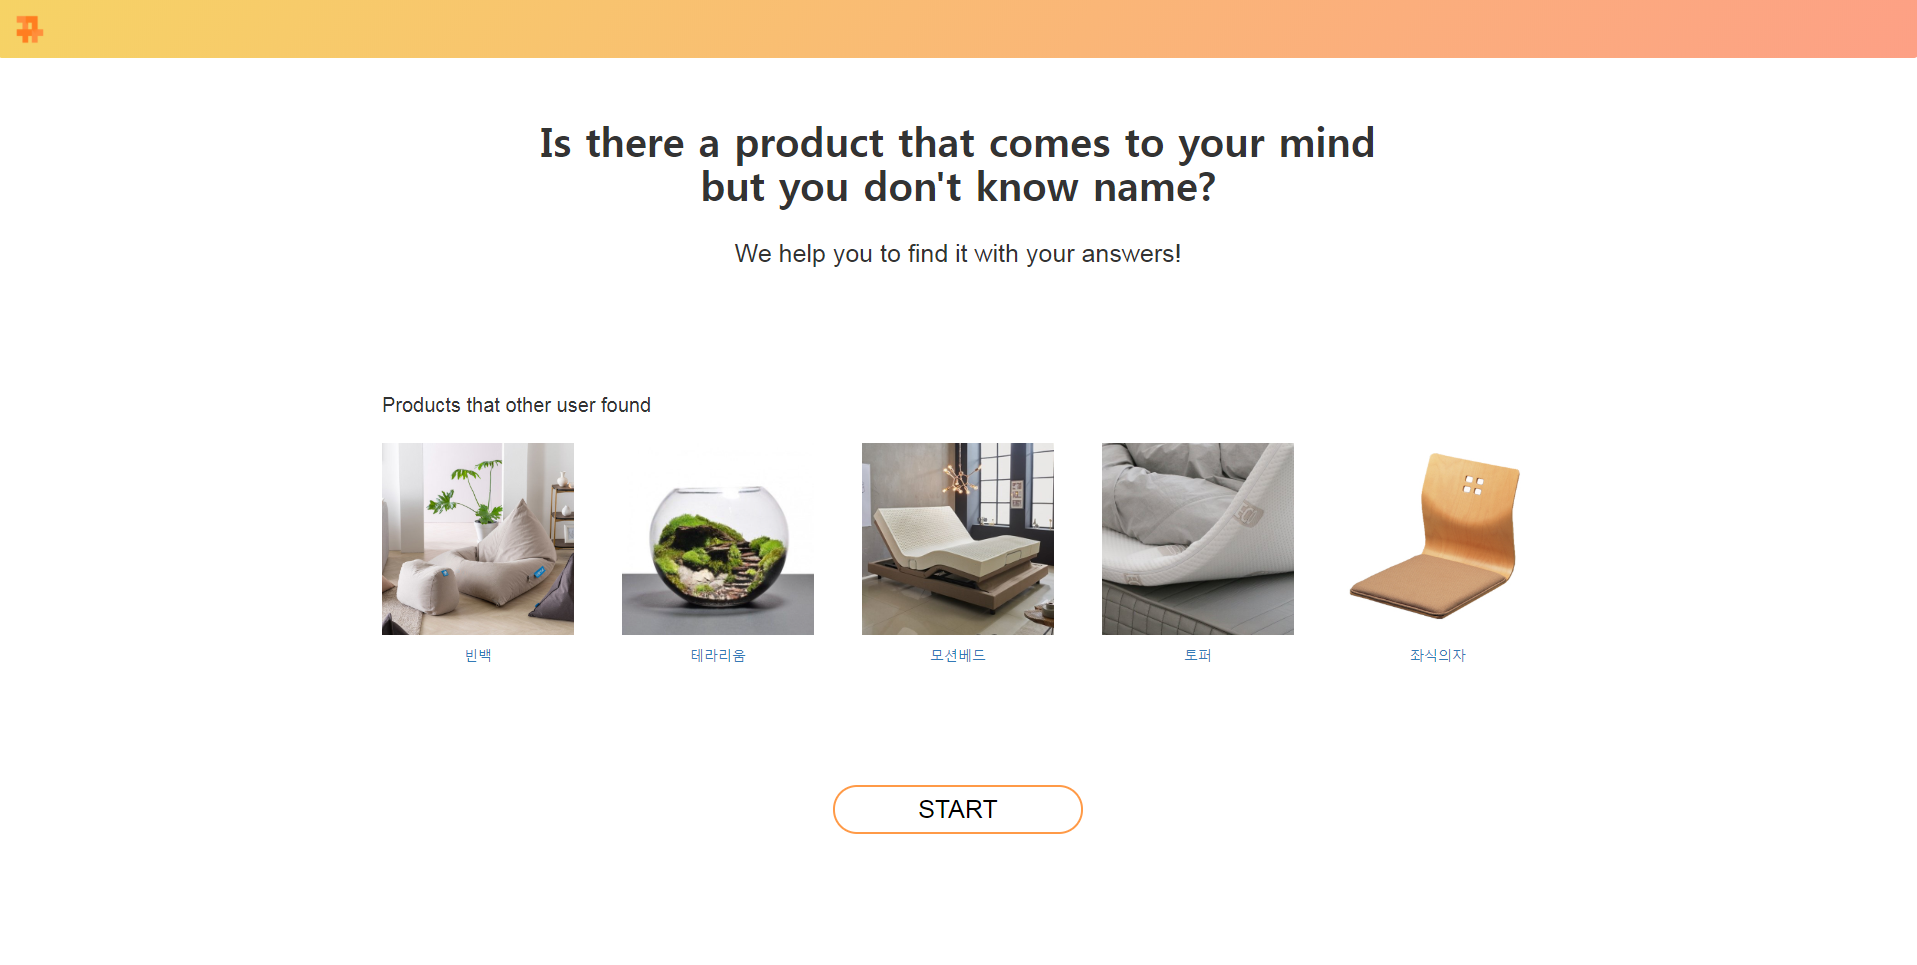 Is there a product that comes to your mind
but you don't know name?
We help you to find it with your answers!
Products that other user found
빈백
테라리움
모션베드
토퍼
좌식의자
START